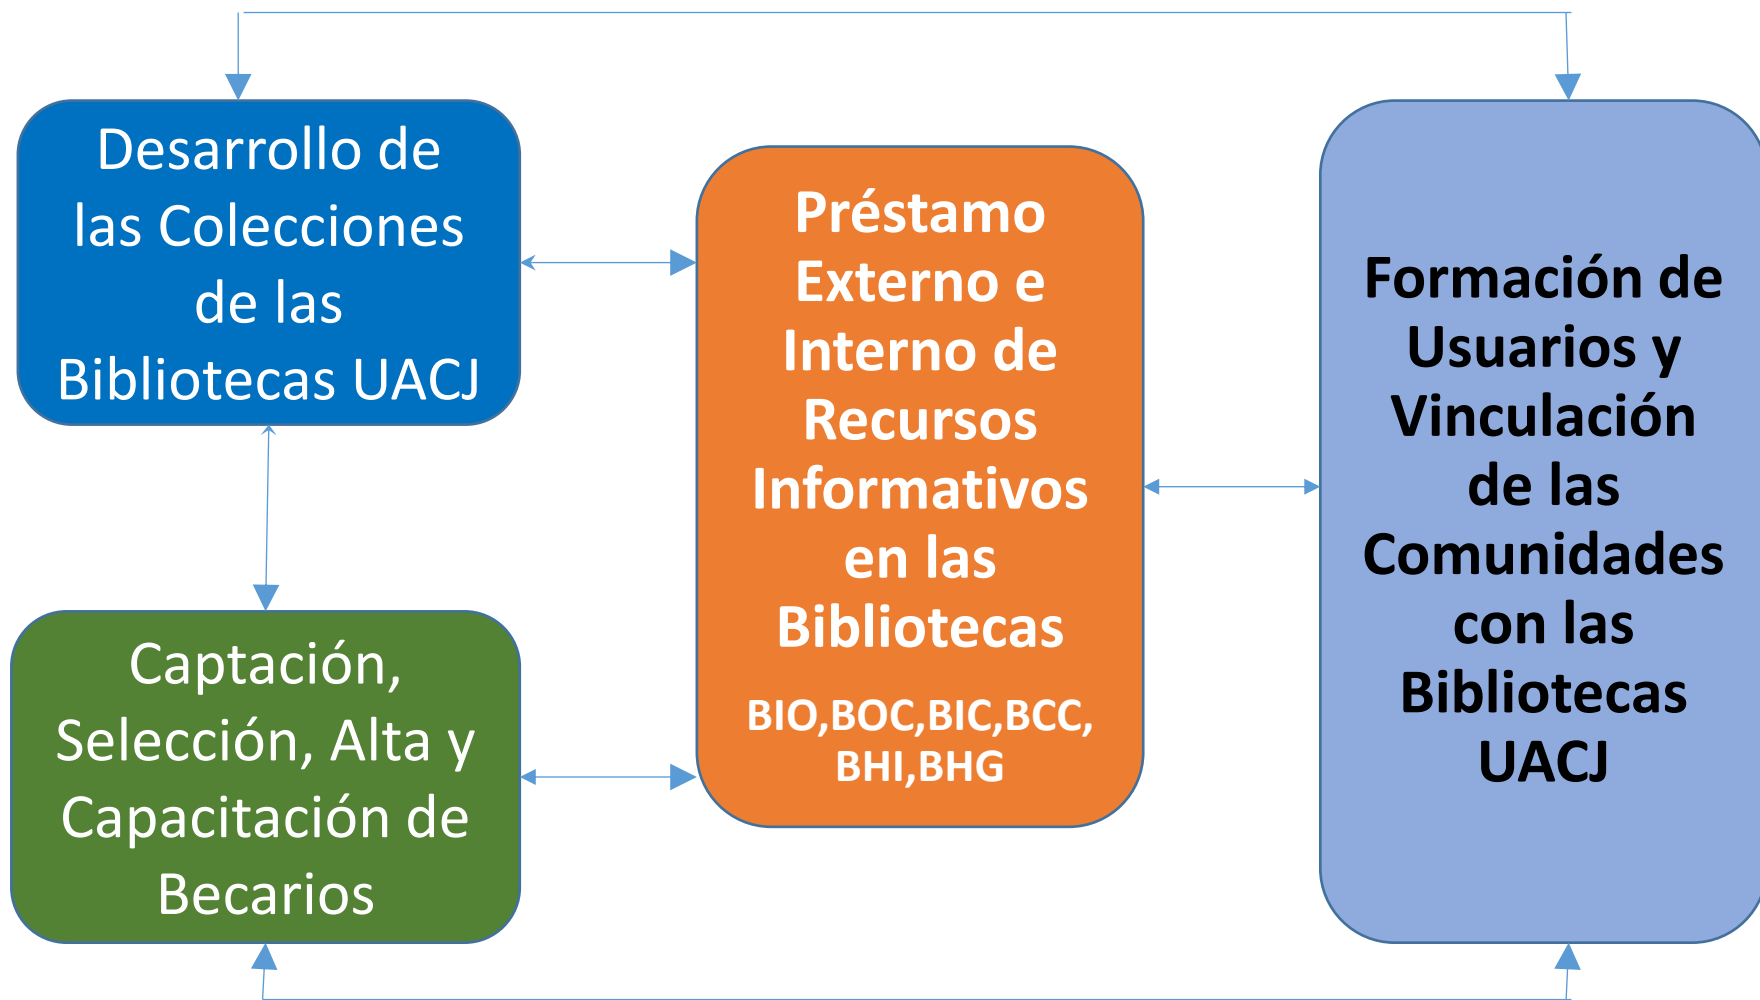 Desarrollo de
las Colecciones
de las
Bibliotecas UACJ
Captación,
Selección, Alta y
Capacitación de
Becarios
Préstamo
Externo e
Interno de
Recursos
Informativos
en las
Bibliotecas
BIO,BOC,BIC,BCC,
BHI,BHG
Formación de
Usuarios y
Vinculación
de las
Comunidades
con las
Bibliotecas
UACJ